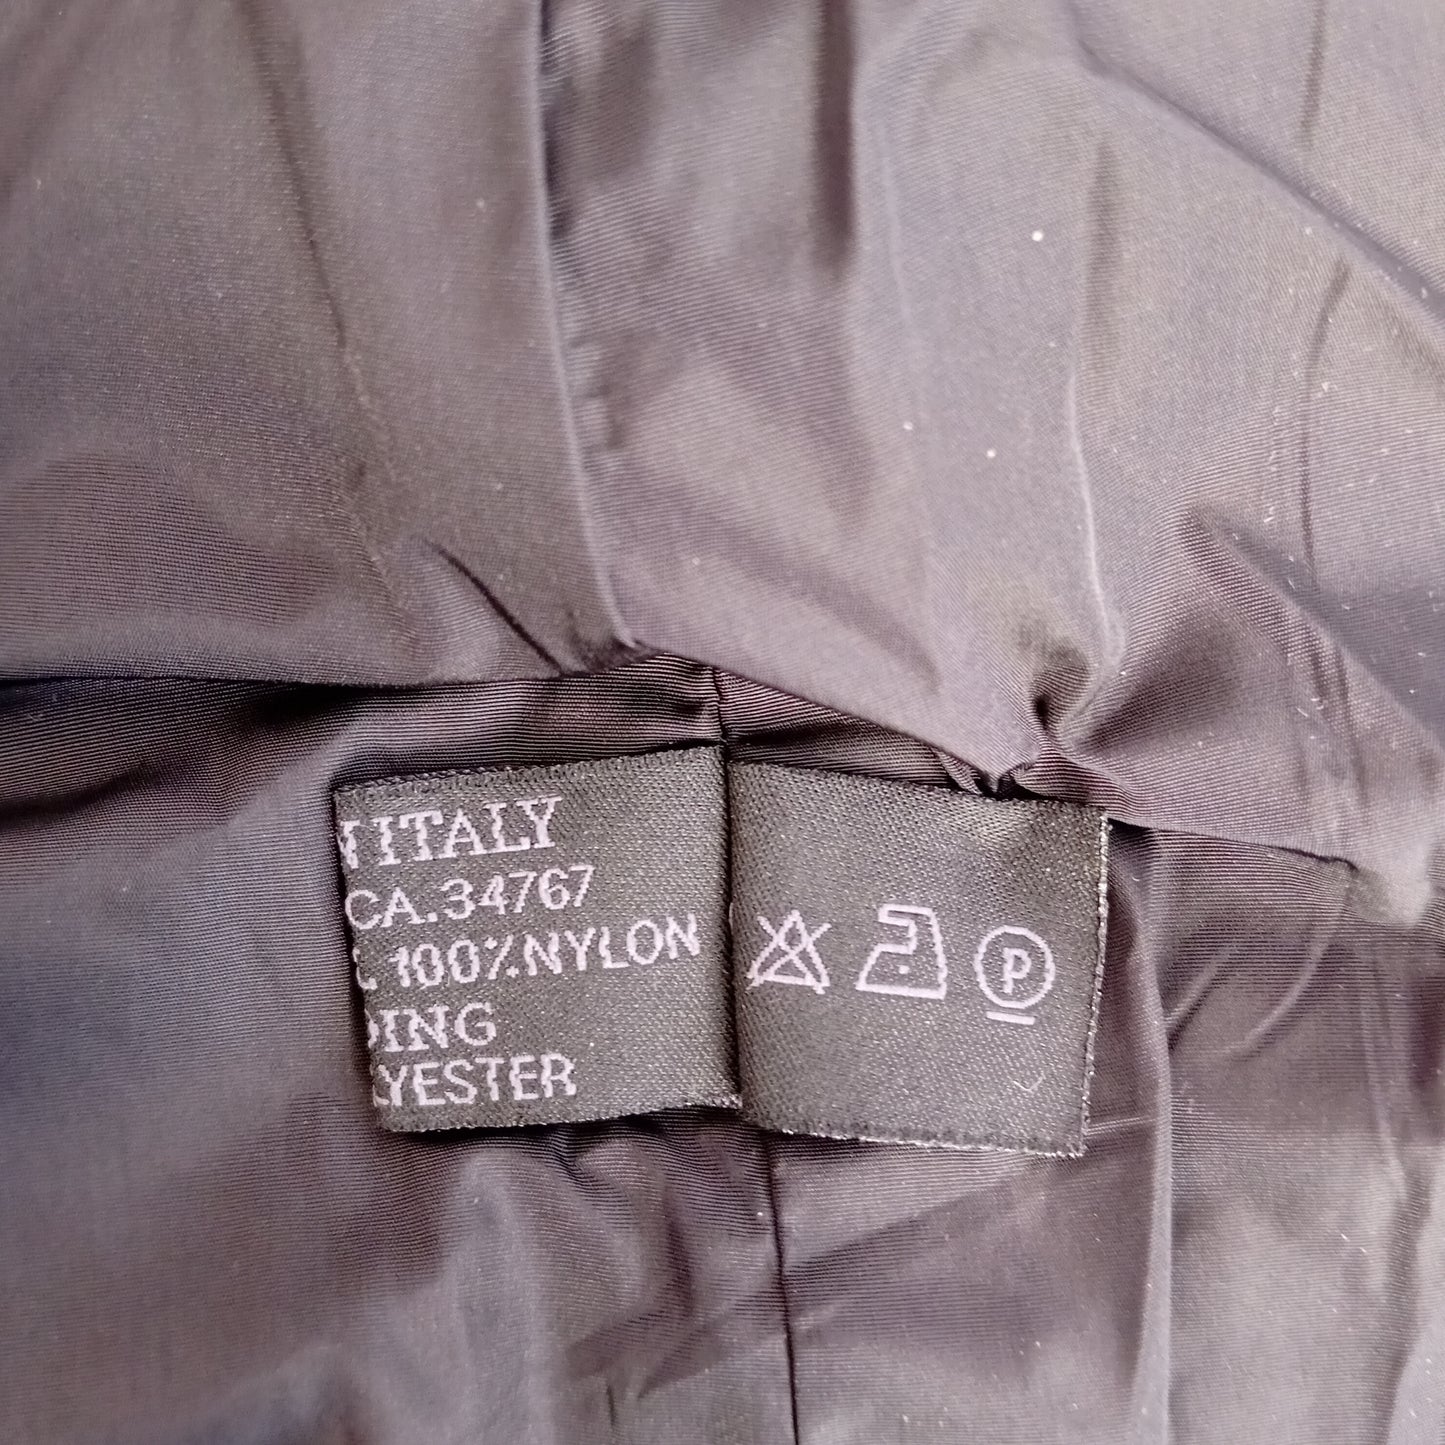 ITALY
CA.34767
100%NYLON
DING
LYESTER
P